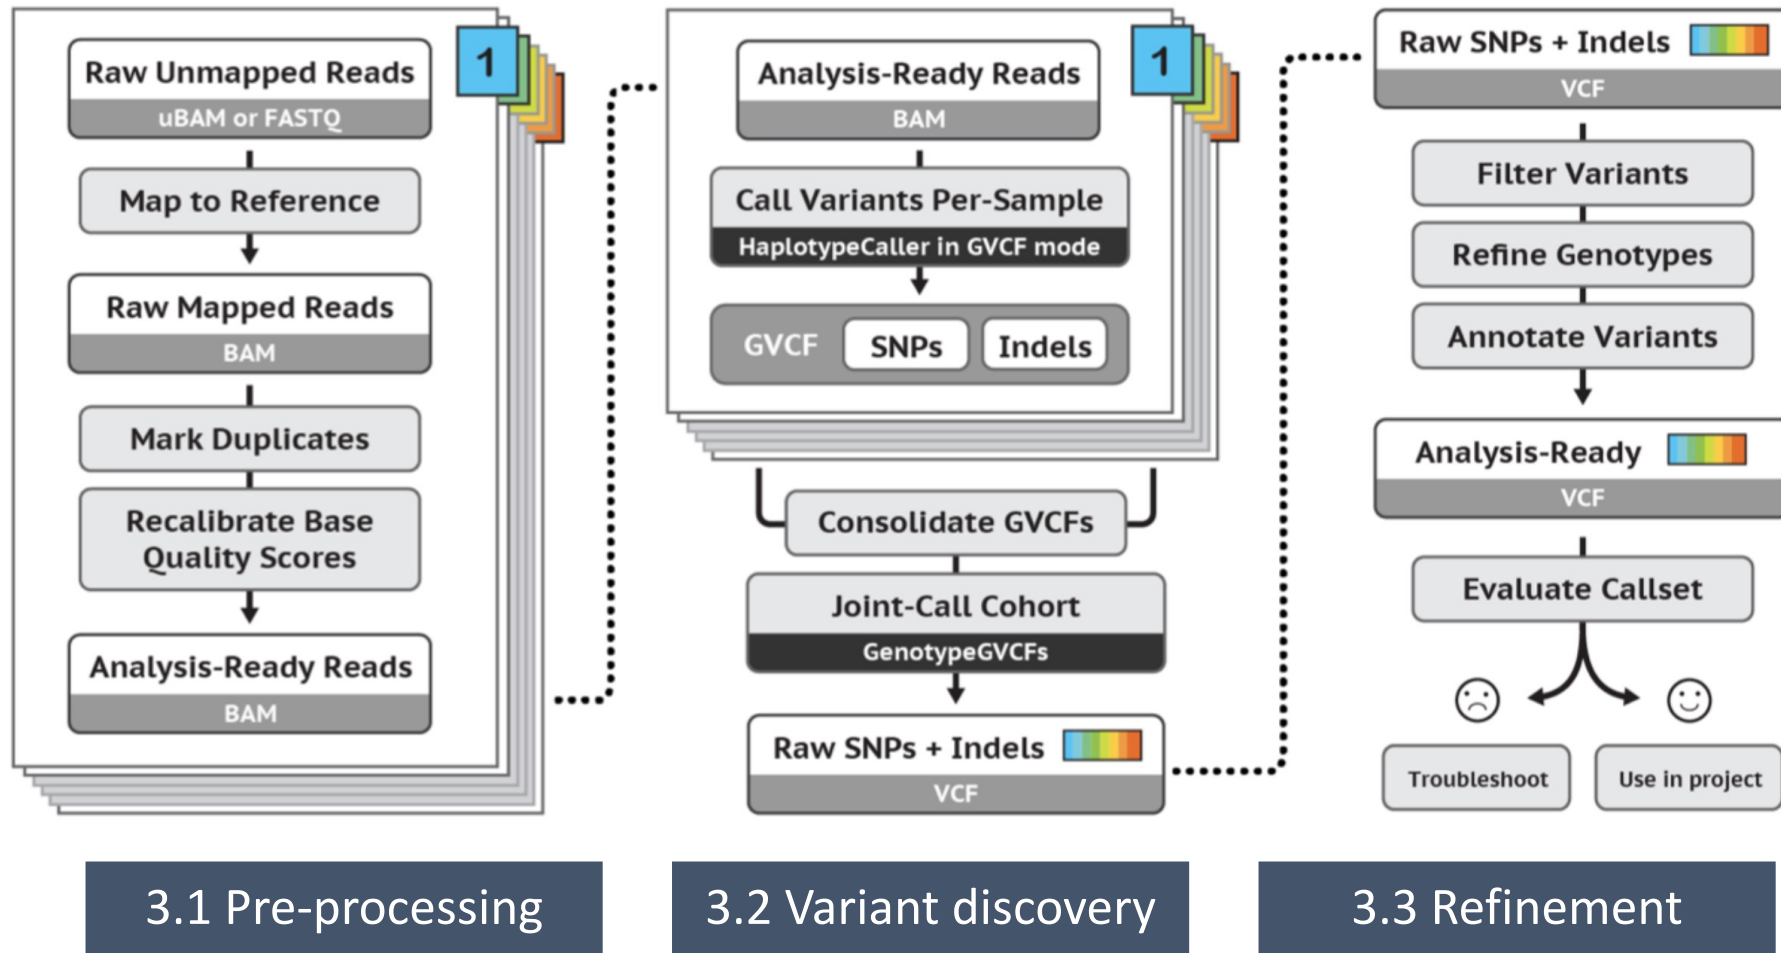 1
Raw Unmapped Reads
uBAM or FASTQ
Map to Reference
Raw Mapped Reads
BAM
Mark Duplicates
Recalibrate Base
Quality Scores
Analysis-Ready Reads
BAM
3.1 Pre-processing
1
Analysis-Ready Reads
BAM
Call Variants Per-Sample
HaplotypeCaller in GVCF mode
GVCF SNPs Indels
Consolidate GVCFs
Joint-Call Cohort
GenotypeGVCFs
Raw SNPs + Indels
VCF
3.2 Variant discovery
Raw SNPs + Indels
VCF
Filter Variants
Refine Genotypes
Annotate Variants
Analysis-Ready
VCF
Evaluate Callset
Troubleshoot Use in project
3.3 Refinement